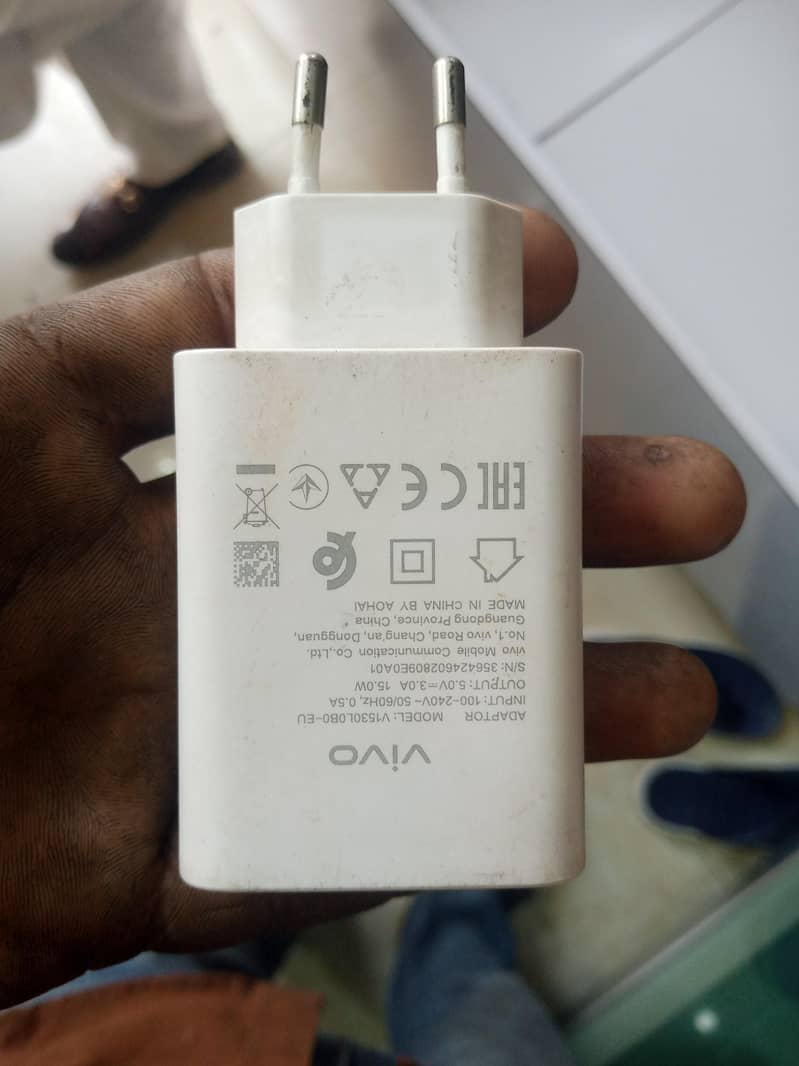 vivo
ADAPTOR MODEL: V1530L0B0-EU
INPUT: 100-240V~50/60Hz, 0.5A
OUTPUT: 5.0V⎓3.0A 15.0W
S/N: 356424602809E0A01
vivo Mobile Communication Co.,Ltd.
No.1, vivo Road, Chang'an, Dongguan,
Guangdong Province, China
MADE IN CHINA BY AOHAI
EAC CE